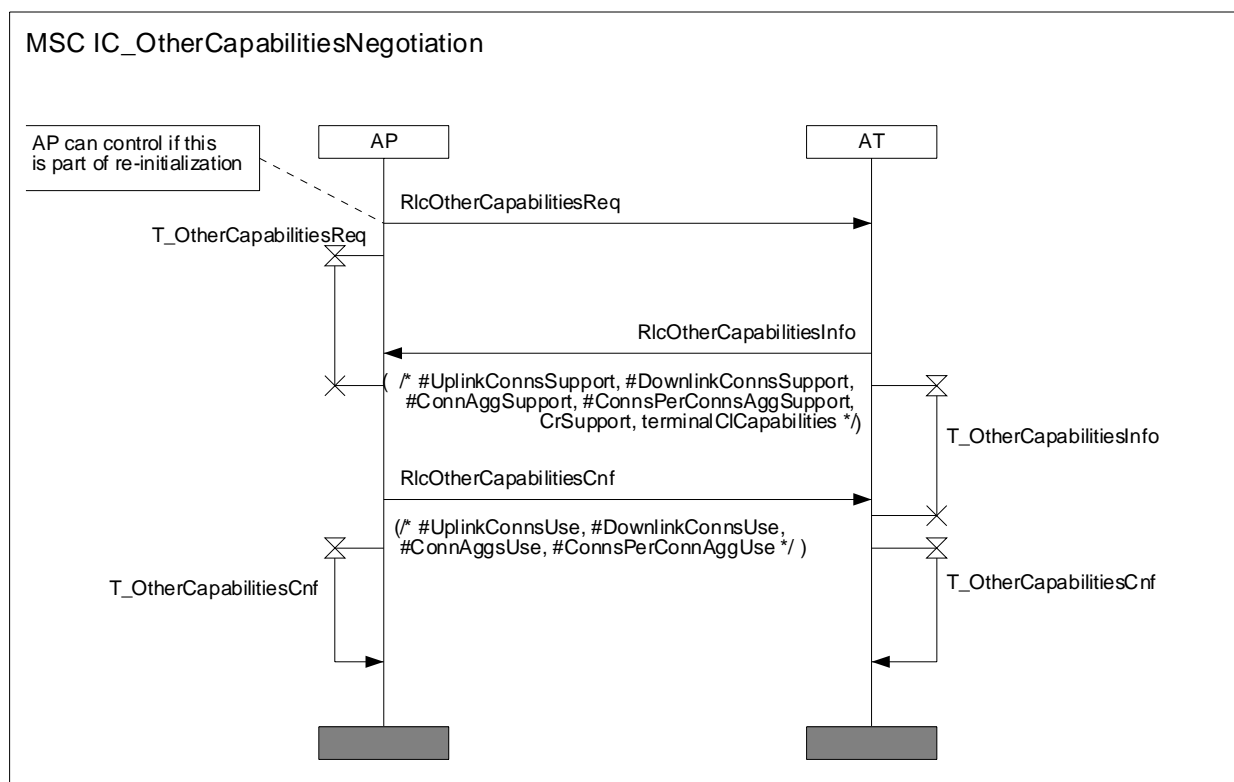 MSC IC_OtherCapabilitiesNegotiation
AP can control if this
is part of re-initialization
AP
AT
RlcOtherCapabilitiesReq
T_OtherCapabilitiesReq
RlcOtherCapabilitiesInfo
( /* #UplinkConnsSupport, #DownlinkConnsSupport,
#ConnAggSupport, #ConnsPerConnsAggSupport,
CrSupport, terminalClCapabilities */)
T_OtherCapabilitiesInfo
RlcOtherCapabilitiesCnf
(/* #UplinkConnsUse, #DownlinkConnsUse,
#ConnAggsUse, #ConnsPerConnAggUse */ )
T_OtherCapabilitiesCnf
T_OtherCapabilitiesCnf